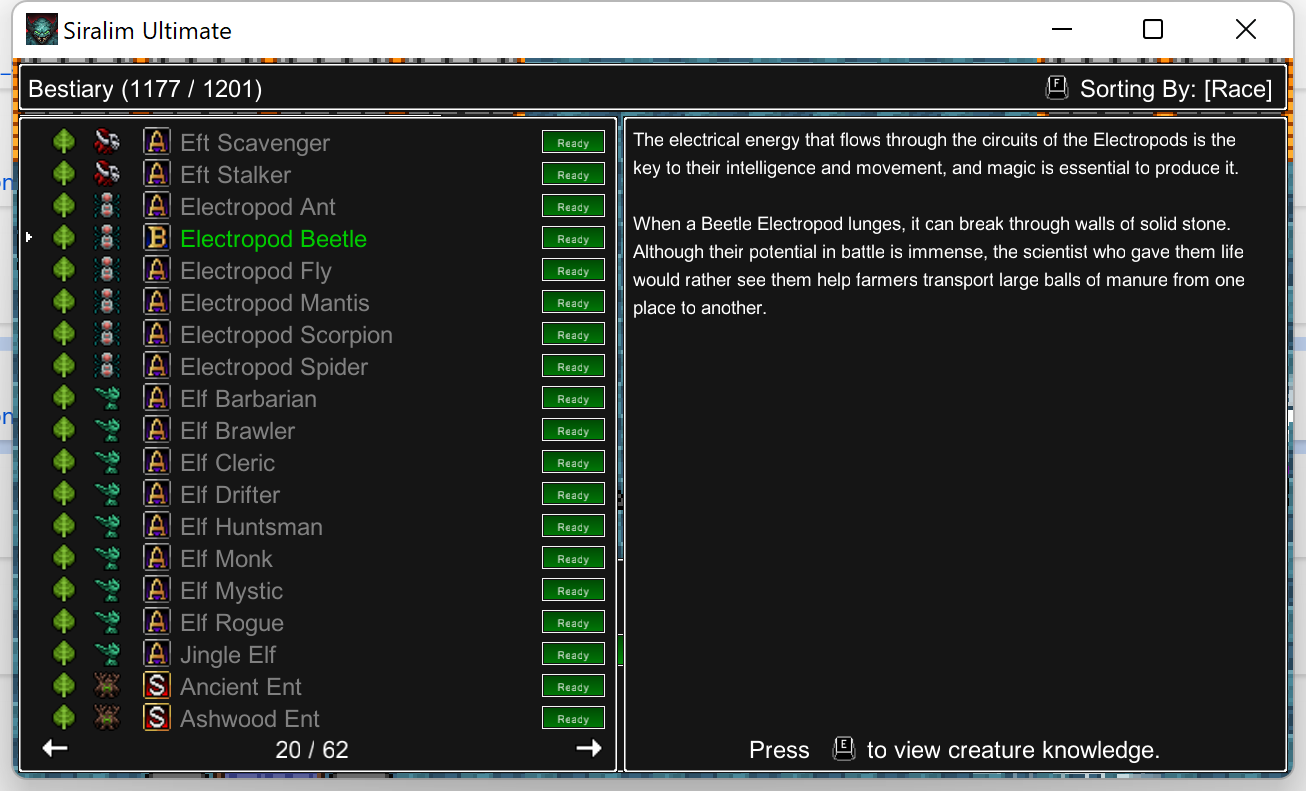 Siralim Ultimate
Bestiary (1177 / 1201)
F Sorting By: [Race]
A Eft Scavenger Ready
A Eft Stalker Ready
A Electropod Ant Ready
B Electropod Beetle Ready
A Electropod Fly Ready
A Electropod Mantis Ready
A Electropod Scorpion Ready
A Electropod Spider Ready
A Elf Barbarian Ready
A Elf Brawler Ready
A Elf Cleric Ready
A Elf Drifter Ready
A Elf Huntsman Ready
A Elf Monk Ready
A Elf Mystic Ready
A Elf Rogue Ready
A Jingle Elf Ready
S Ancient Ent Ready
S Ashwood Ent Ready
20 / 62
The electrical energy that flows through the circuits of the Electropods is the
key to their intelligence and movement, and magic is essential to produce it.
When a Beetle Electropod lunges, it can break through walls of solid stone.
Although their potential in battle is immense, the scientist who gave them life
would rather see them help farmers transport large balls of manure from one
place to another.
Press E to view creature knowledge.